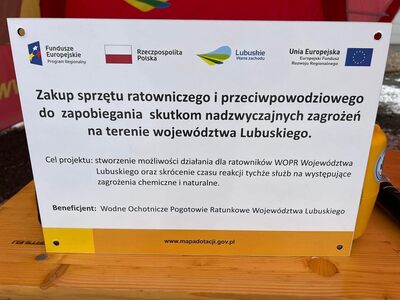 Fundusze
Europejskie
Program Regionalny
Rzeczpospolita
Polska
Lubuskie
Warte zachodu
Unia Europejska
Europejski Fundusz
Rozwoju Regionalnego
Zakup sprzętu ratowniczego i przeciwpowodziowego
do zapobiegania skutkom nadzwyczajnych zagrożeń
na terenie województwa Lubuskiego.
Cel projektu: stworzenie możliwości działania dla ratowników WOPR Województwa
Lubuskiego oraz skrócenie czasu reakcji tychże służb na występujące
zagrożenia chemiczne i naturalne.
Beneficjent: Wodne Ochotnicze Pogotowie Ratunkowe Województwa Lubuskiego
www.mapadotacji.gov.pl